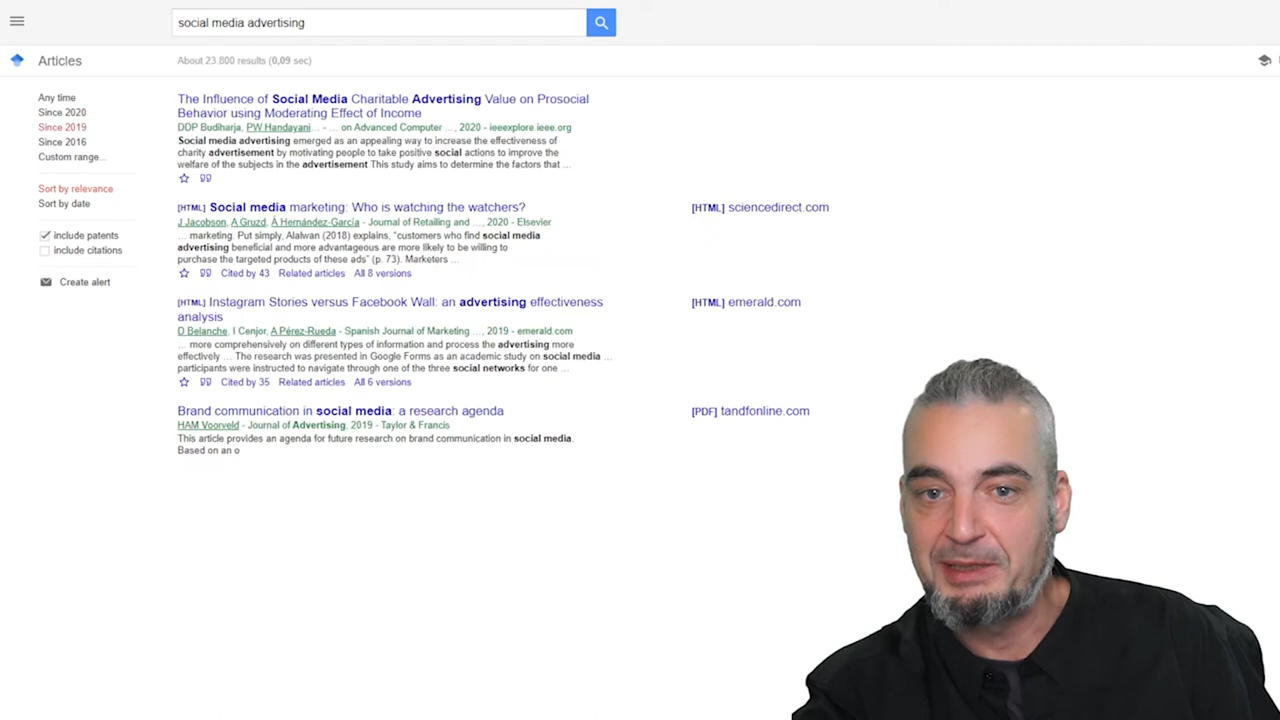 social media advertising
Articles
About 23.800 results (0,09 sec)
Any time
Since 2020
Since 2019
Since 2016
Custom range...
Sort by relevance
Sort by date
include patents
include citations
Create alert
The Influence of Social Media Charitable Advertising Value on Prosocial
Behavior using Moderating Effect of Income
DDP Budiharja, PW Handayani... - ... on Advanced Computer ..., 2020 - ieeexplore.ieee.org
Social media advertising emerged as an appealing way to increase the effectiveness of
charity advertisement by motivating people to take positive social actions to improve the
welfare of the subjects in the advertisement This study aims to determine the factors that ...
[HTML] Social media marketing: Who is watching the watchers?
[HTML] sciencedirect.com
J Jacobson, A Gruzd, Á Hernández-García - Journal of Retailing and ..., 2020 - Elsevier
... marketing. Put simply, Alalwan (2018) explains, “customers who find social media
advertising beneficial and more advantageous are more likely to be willing to
purchase the targeted products of these ads” (p. 73). Marketers ...
Cited by 43 Related articles All 8 versions
[HTML] Instagram Stories versus Facebook Wall: an advertising effectiveness
analysis
[HTML] emerald.com
D Belanche, I Cenjor, A Pérez-Rueda - Spanish Journal of Marketing ..., 2019 - emerald.com
... more comprehensively on different types of information and process the advertising more
effectively ... The research was presented in Google Forms as an academic study on social media ...
participants were instructed to navigate through one of the three social networks for one ...
Cited by 35 Related articles All 6 versions
Brand communication in social media: a research agenda
[PDF] tandfonline.com
HAM Voorveld - Journal of Advertising, 2019 - Taylor & Francis
This article provides an agenda for future research on brand communication in social media.
Based on an o